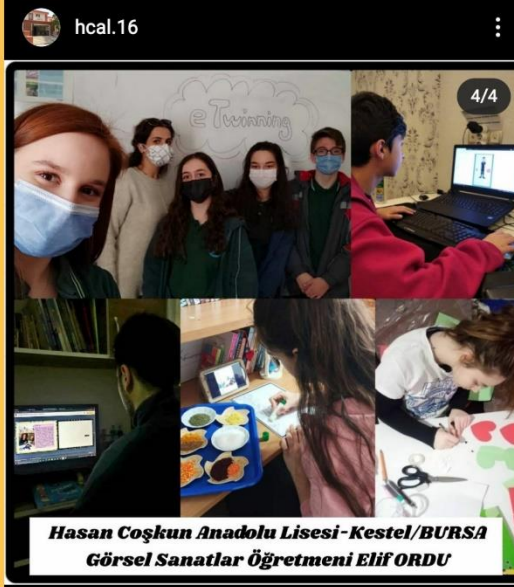 hcal.16
4/4
eTwinning
Hasan Coşkun Anadolu Lisesi-Kestel/BURSA
Görsel Sanatlar Öğretmeni Elif ORDU